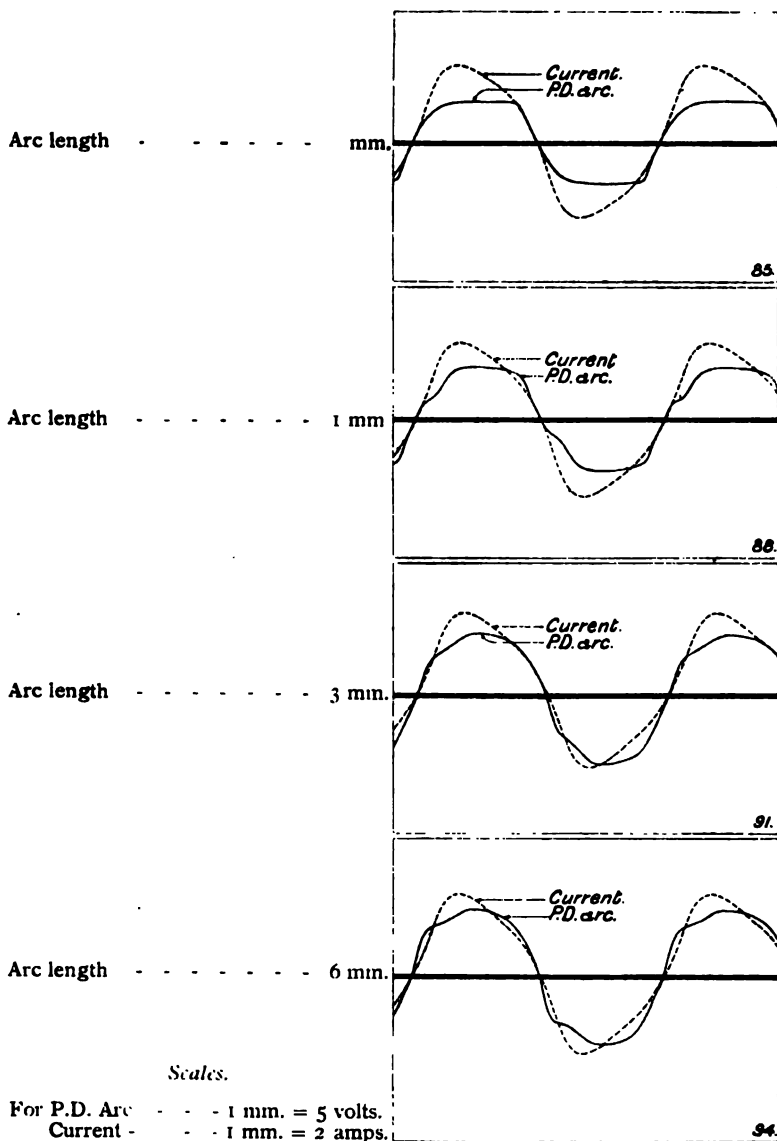 Current.
P.D. arc.
Arc length - - - - - - mm.
85.
Current
P.D. arc.
Arc length - - - - - - 1 mm
88.
Current.
P.D. arc.
Arc length - - - - - - 3 mm.
91.
Current.
P.D. arc.
Arc length - - - - - - 6 mm.
Scales.
For P.D. Arc - - - 1 mm. = 5 volts.
Current - - - 1 mm. = 2 amps.
94.